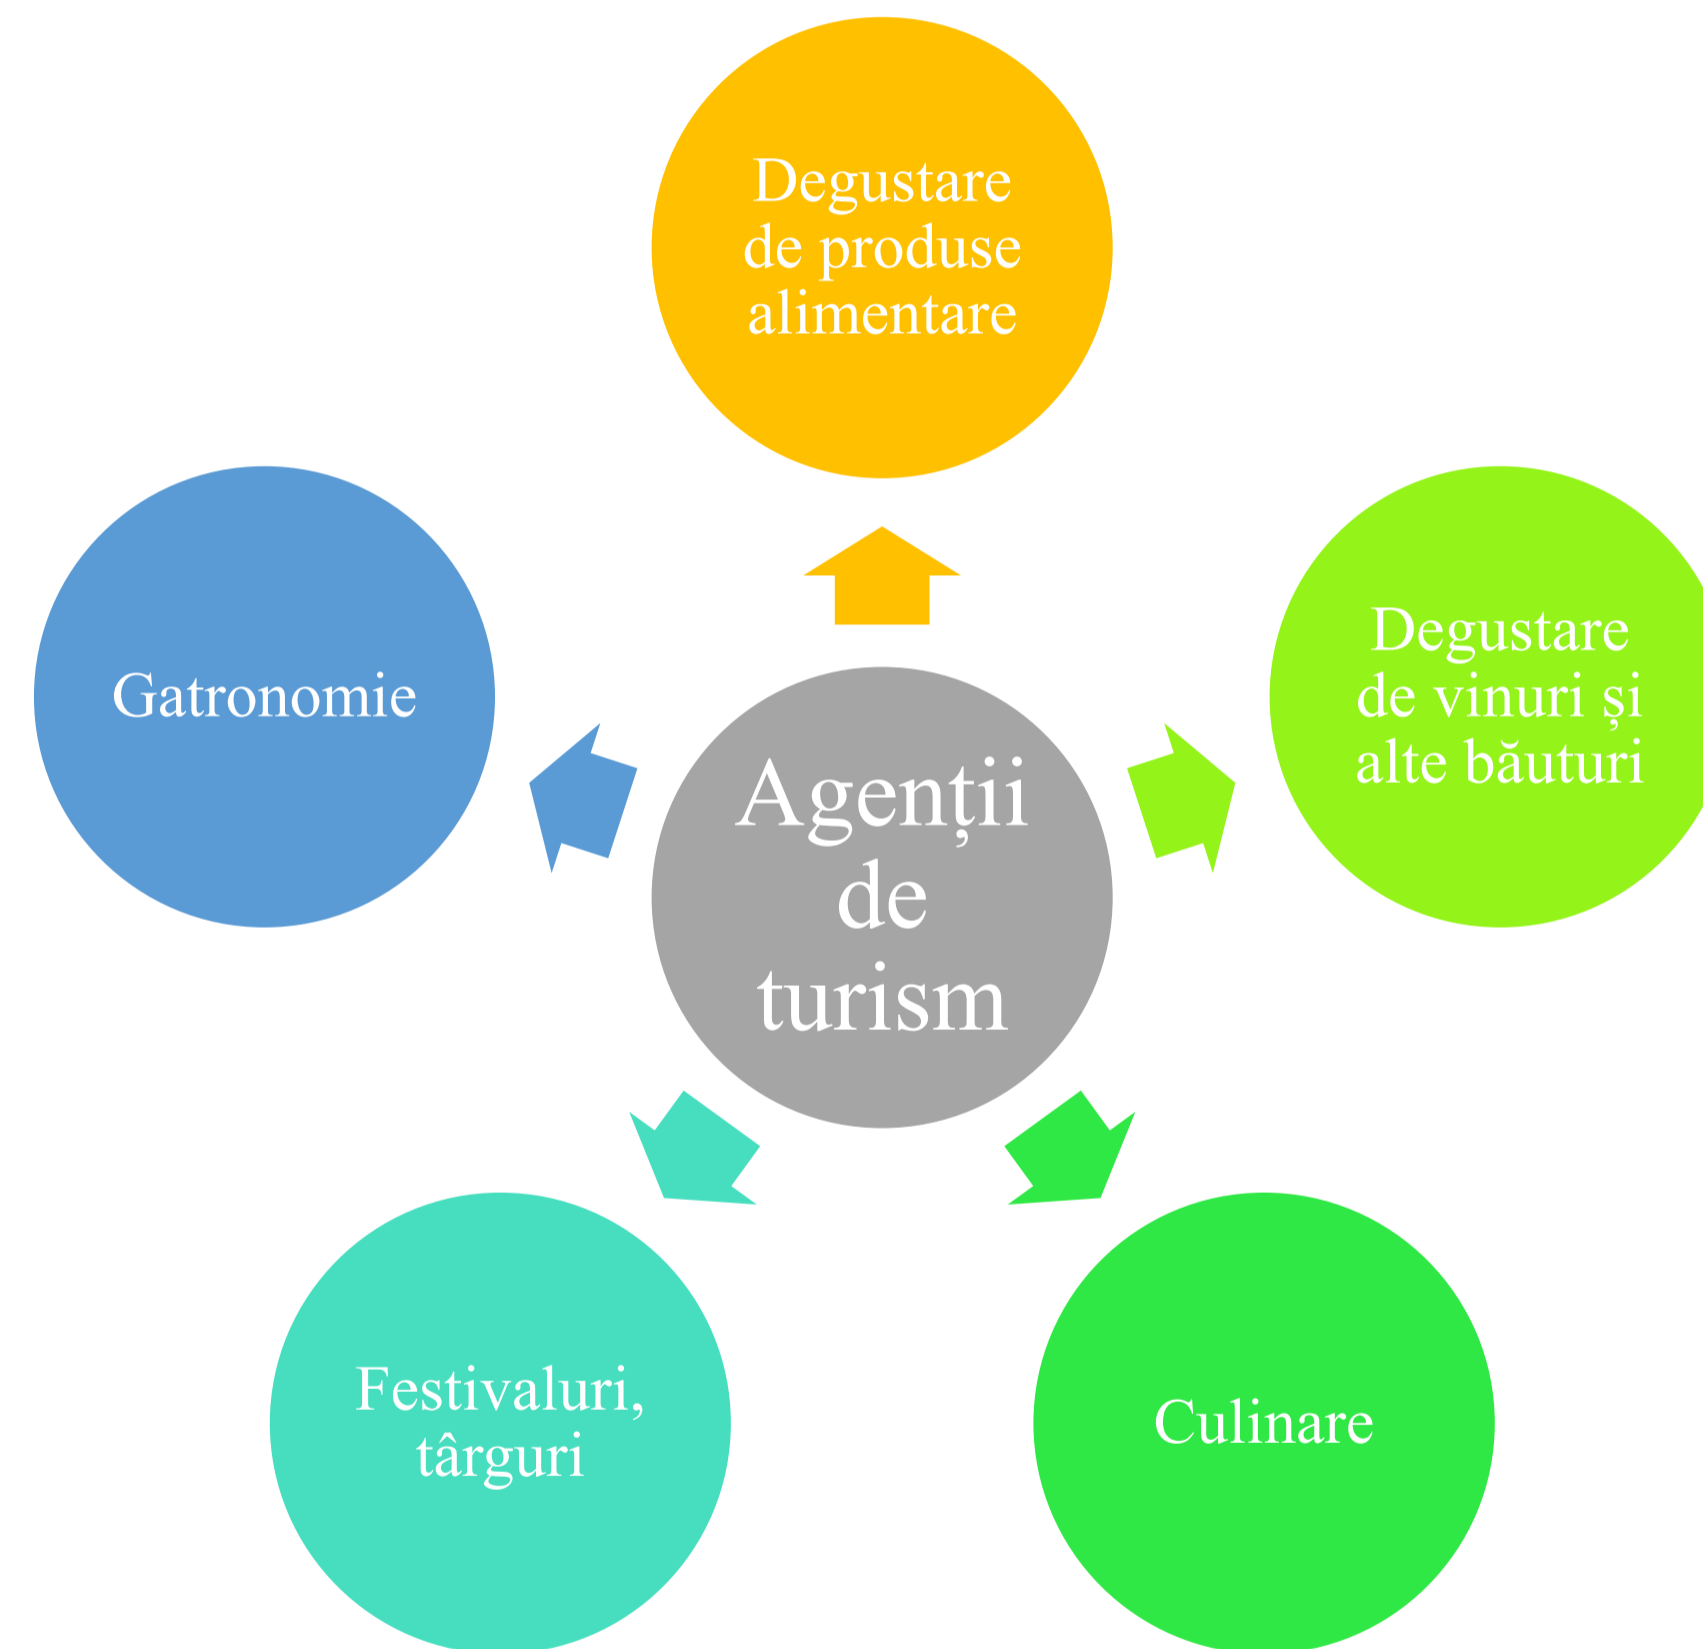 Degustare
de produse
alimentare
Gatronomie
Degustare
de vinuri și
alte băuturi
Agenții
de
turism
Festivaluri,
târguri
Culinare